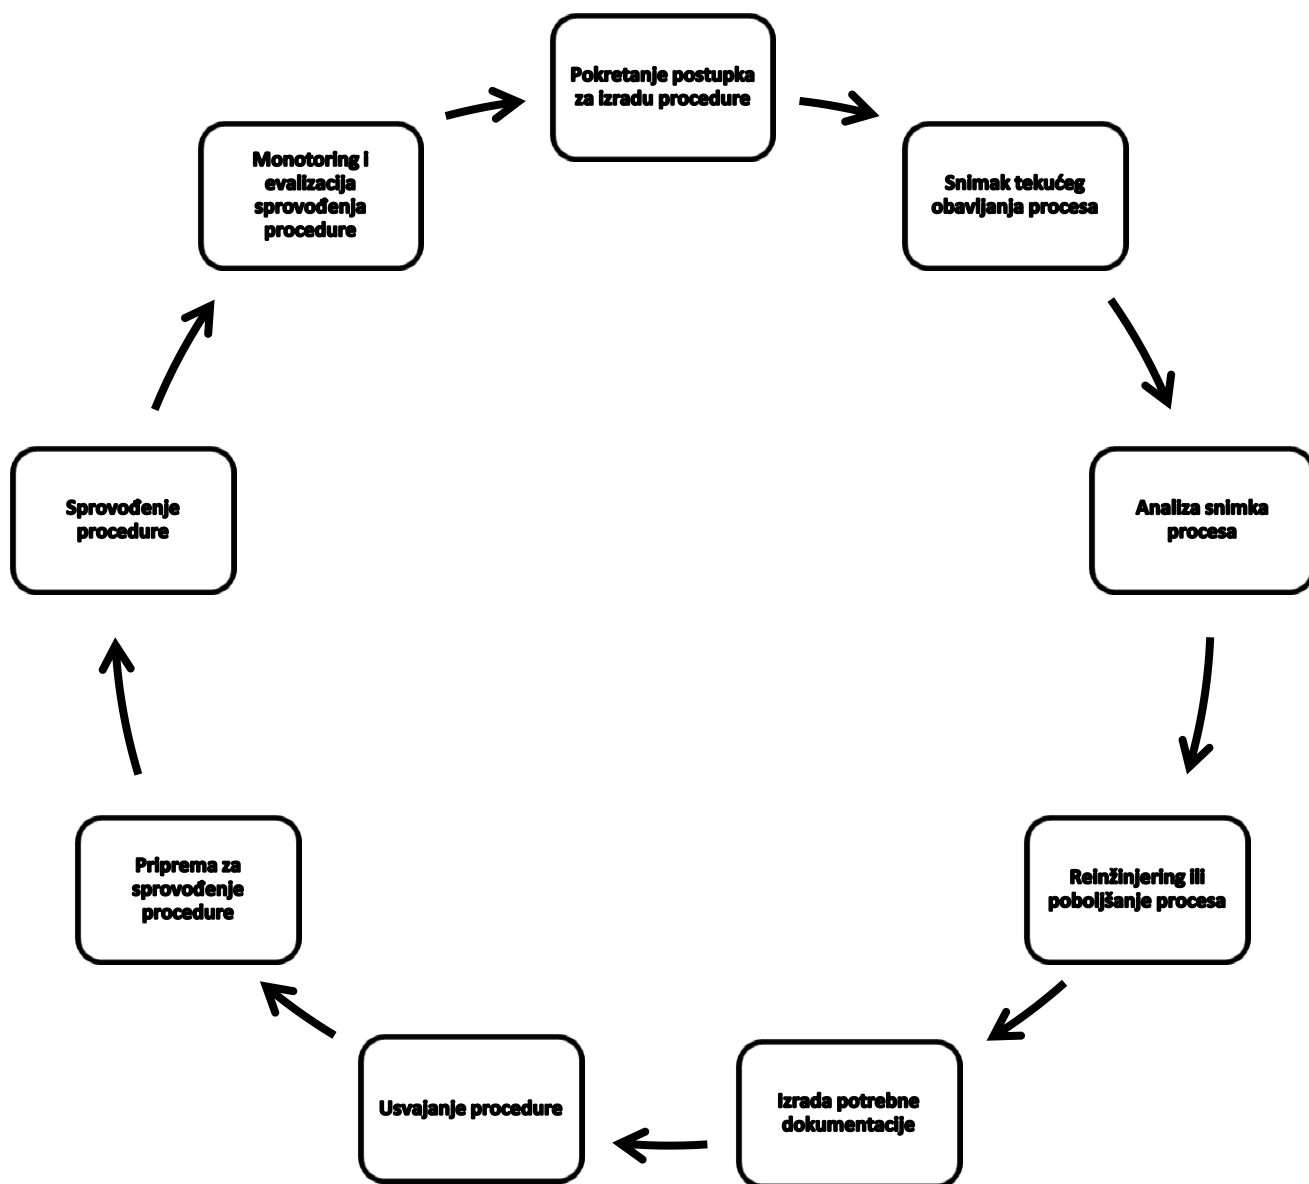 Pokretanje postupka
za izradu procedure
Snimak tekućeg
obavljanja procesa
Analiza snimka
procesa
Reinžinjering ili
poboljšanje procesa
Izrada potrebne
dokumentacije
Usvajanje procedure
Priprema za
sprovođenje
procedure
Sprovođenje
procedure
Monotoring i
evalizacija
sprovođenja
procedure